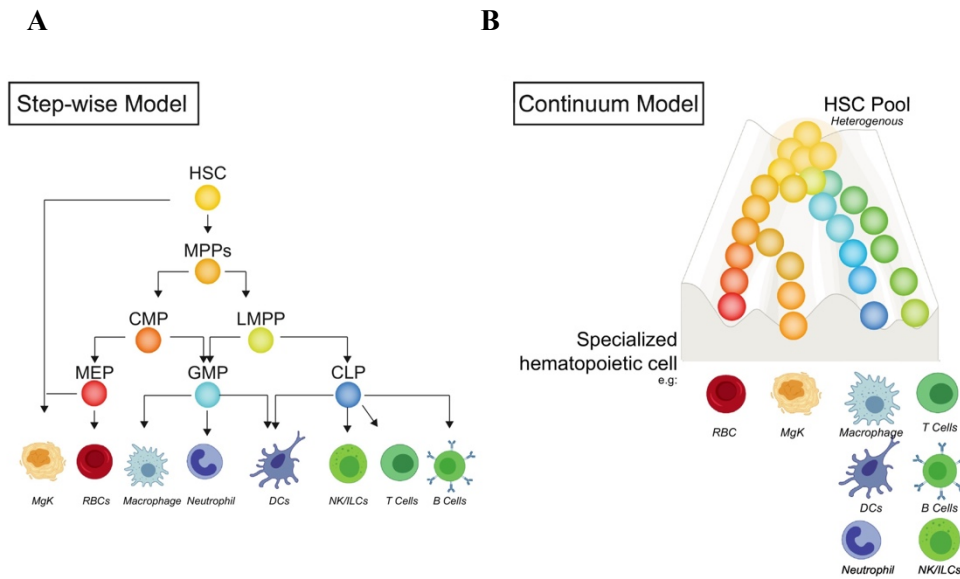 A
B
Step-wise Model
Continuum Model
HSC Pool
Heterogenous
HSC
MPPs
CMP
LMPP
MEP
GMP
CLP
MgK
RBCs
Macrophage
Neutrophil
DCs
NK/ILCs
T Cells
B Cells
Specialized
hematopoietic cell
e.g:
RBC
MgK
Macrophage
T Cells
DCs
B Cells
Neutrophil
NK/ILCs